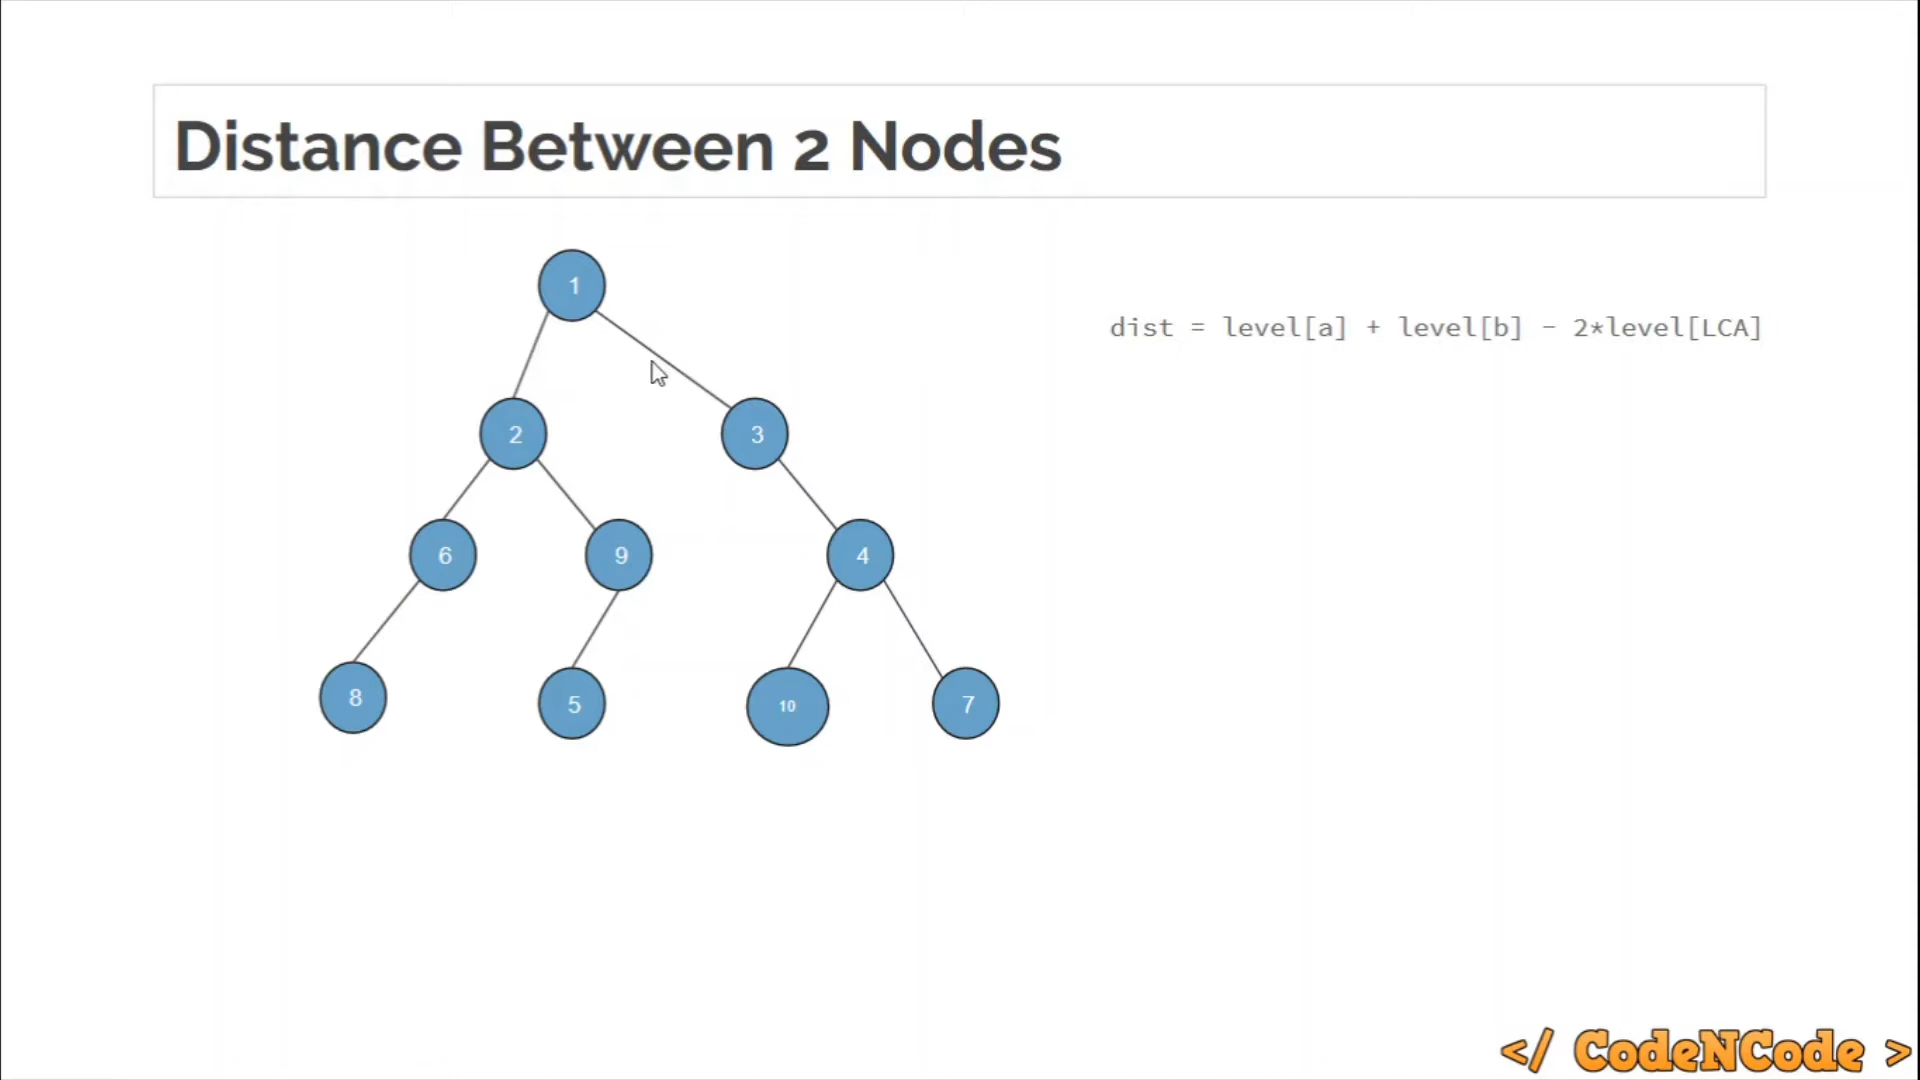 Distance Between 2 Nodes
1
dist = level[a] + level[b] - 2*level[LCA]
2 3
6 9 4
8 5 10 7
</ CodeNCode >